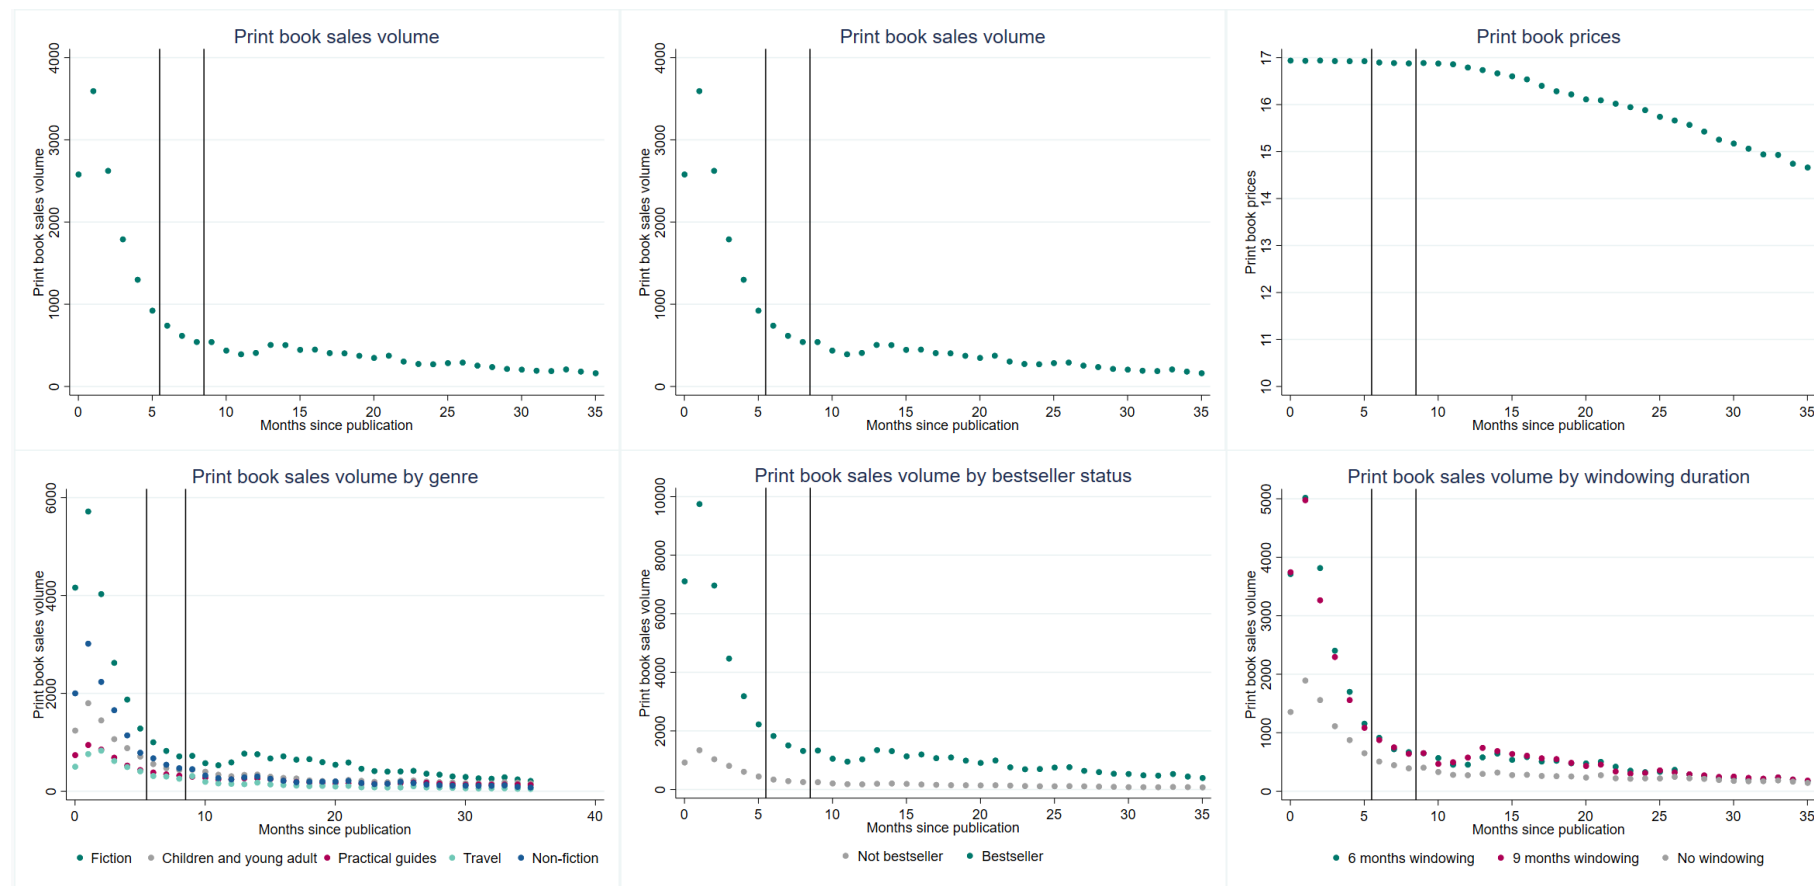 Print book sales volume
Print book sales volume
4000
3000
2000
1000
0
0 5 10 15 20 25 30 35
Months since publication
Print book sales volume
Print book sales volume
4000
3000
2000
1000
0
0 5 10 15 20 25 30 35
Months since publication
Print book prices
Print book prices
17
16
15
14
13
12
11
10
0 5 10 15 20 25 30 35
Months since publication
Print book sales volume by genre
Print book sales volume
6000
4000
2000
0
0 10 20 30 40
Months since publication
Fiction Children and young adult Practical guides Travel Non-fiction
Print book sales volume by bestseller status
Print book sales volume
10000
8000
6000
4000
2000
0
0 5 10 15 20 25 30 35
Months since publication
Not bestseller Bestseller
Print book sales volume by windowing duration
Print book sales volume
5000
4000
3000
2000
1000
0
0 5 10 15 20 25 30 35
Months since publication
6 months windowing 9 months windowing No windowing